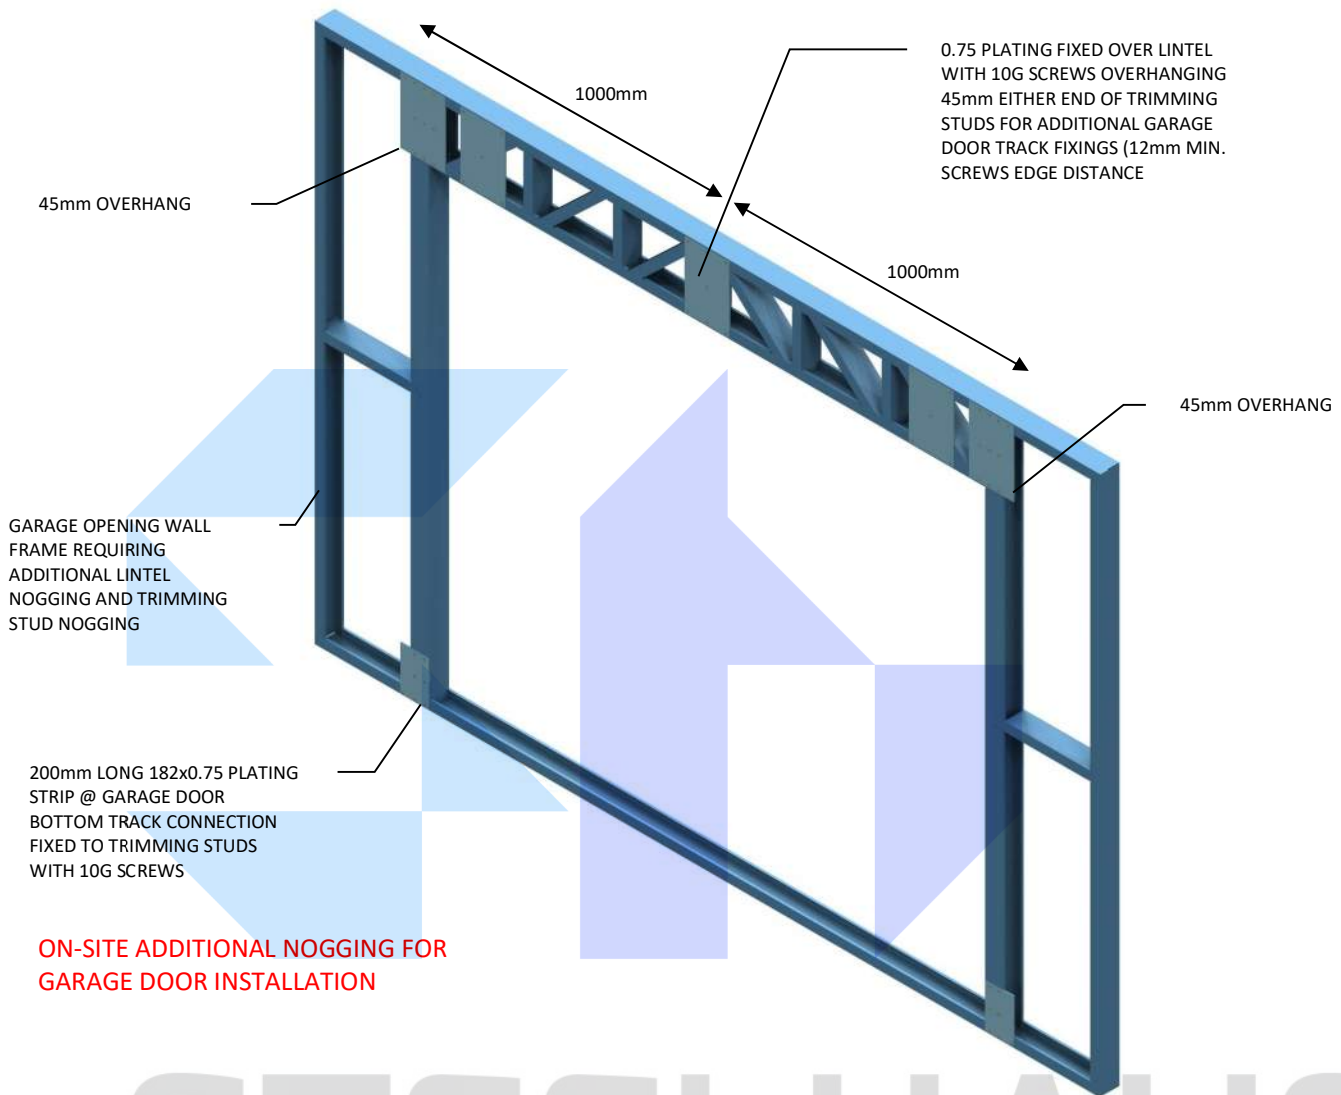 0.75 PLATING FIXED OVER LINTEL
WITH 10G SCREWS OVERHANGING
45mm EITHER END OF TRIMMING
STUDS FOR ADDITIONAL GARAGE
DOOR TRACK FIXINGS (12mm MIN.
SCREWS EDGE DISTANCE
1000mm
45mm OVERHANG
1000mm
45mm OVERHANG
GARAGE OPENING WALL
FRAME REQUIRING
ADDITIONAL LINTEL
NOGGING AND TRIMMING
STUD NOGGING
200mm LONG 182x0.75 PLATING
STRIP @ GARAGE DOOR
BOTTOM TRACK CONNECTION
FIXED TO TRIMMING STUDS
WITH 10G SCREWS
ON-SITE ADDITIONAL NOGGING FOR
GARAGE DOOR INSTALLATION